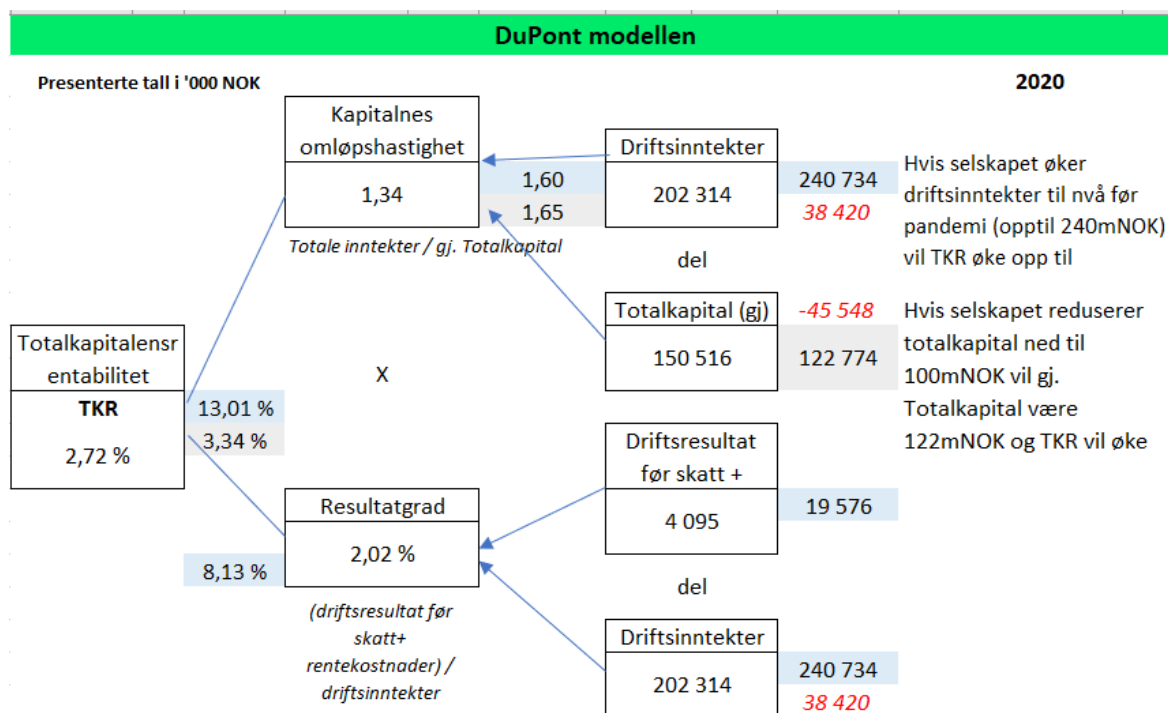 DuPont modellen
Presenterte tall i '000 NOK
2020
Kapitalnes
omløpshastighet
1,34
1,60
1,65
Totale inntekter / gj. Totalkapital
Driftsinntekter
202 314
240 734
38 420
Hvis selskapet øker
driftsinntekter til nvå før
pandemi (opptil 240mNOK)
vil TKR øke opp til
del
Totalkapital (gj)
150 516
-45 548
122 774
Hvis selskapet reduserer
totalkapital ned til
100mNOK vil gj.
Totalkapital være
122mNOK og TKR vil øke
Totalkapitalensr
entabilitet
TKR
2,72 %
13,01 %
3,34 %
X
Driftsresultat
før skatt +
4 095
19 576
Resultatgrad
2,02 %
8,13 %
(driftsresultat før
skatt+
rentekostnader) /
driftsinntekter
del
Driftsinntekter
202 314
240 734
38 420